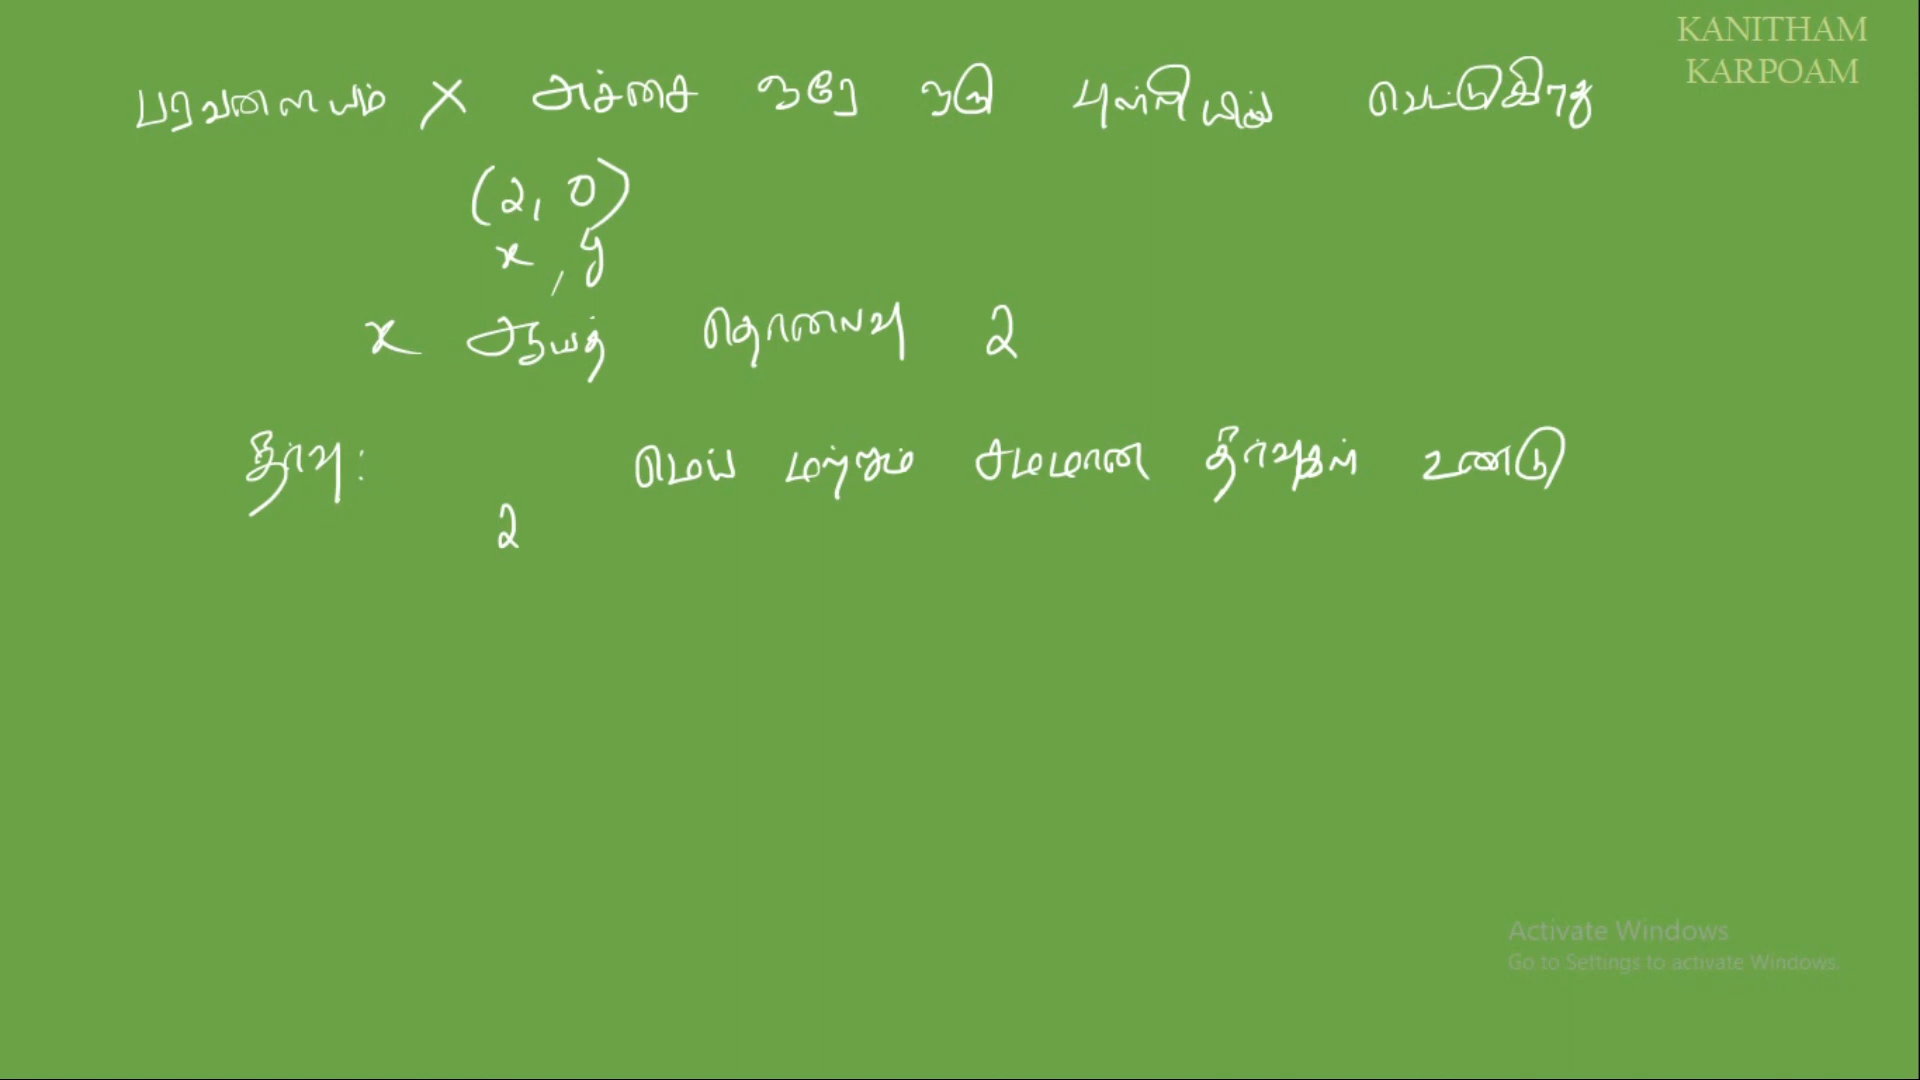 KANITHAM
KARPOAM
பரவளையம் X அச்சை ஒரே ஒரு புள்ளியில் வெட்டுகிறது
(2, 0)
x , y
x ஆயத் தொலைவு 2
தீர்வு: மெய் மற்றும் சமமான தீர்வுகள் உண்டு
2
Activate Windows
Go to Settings to activate Windows.